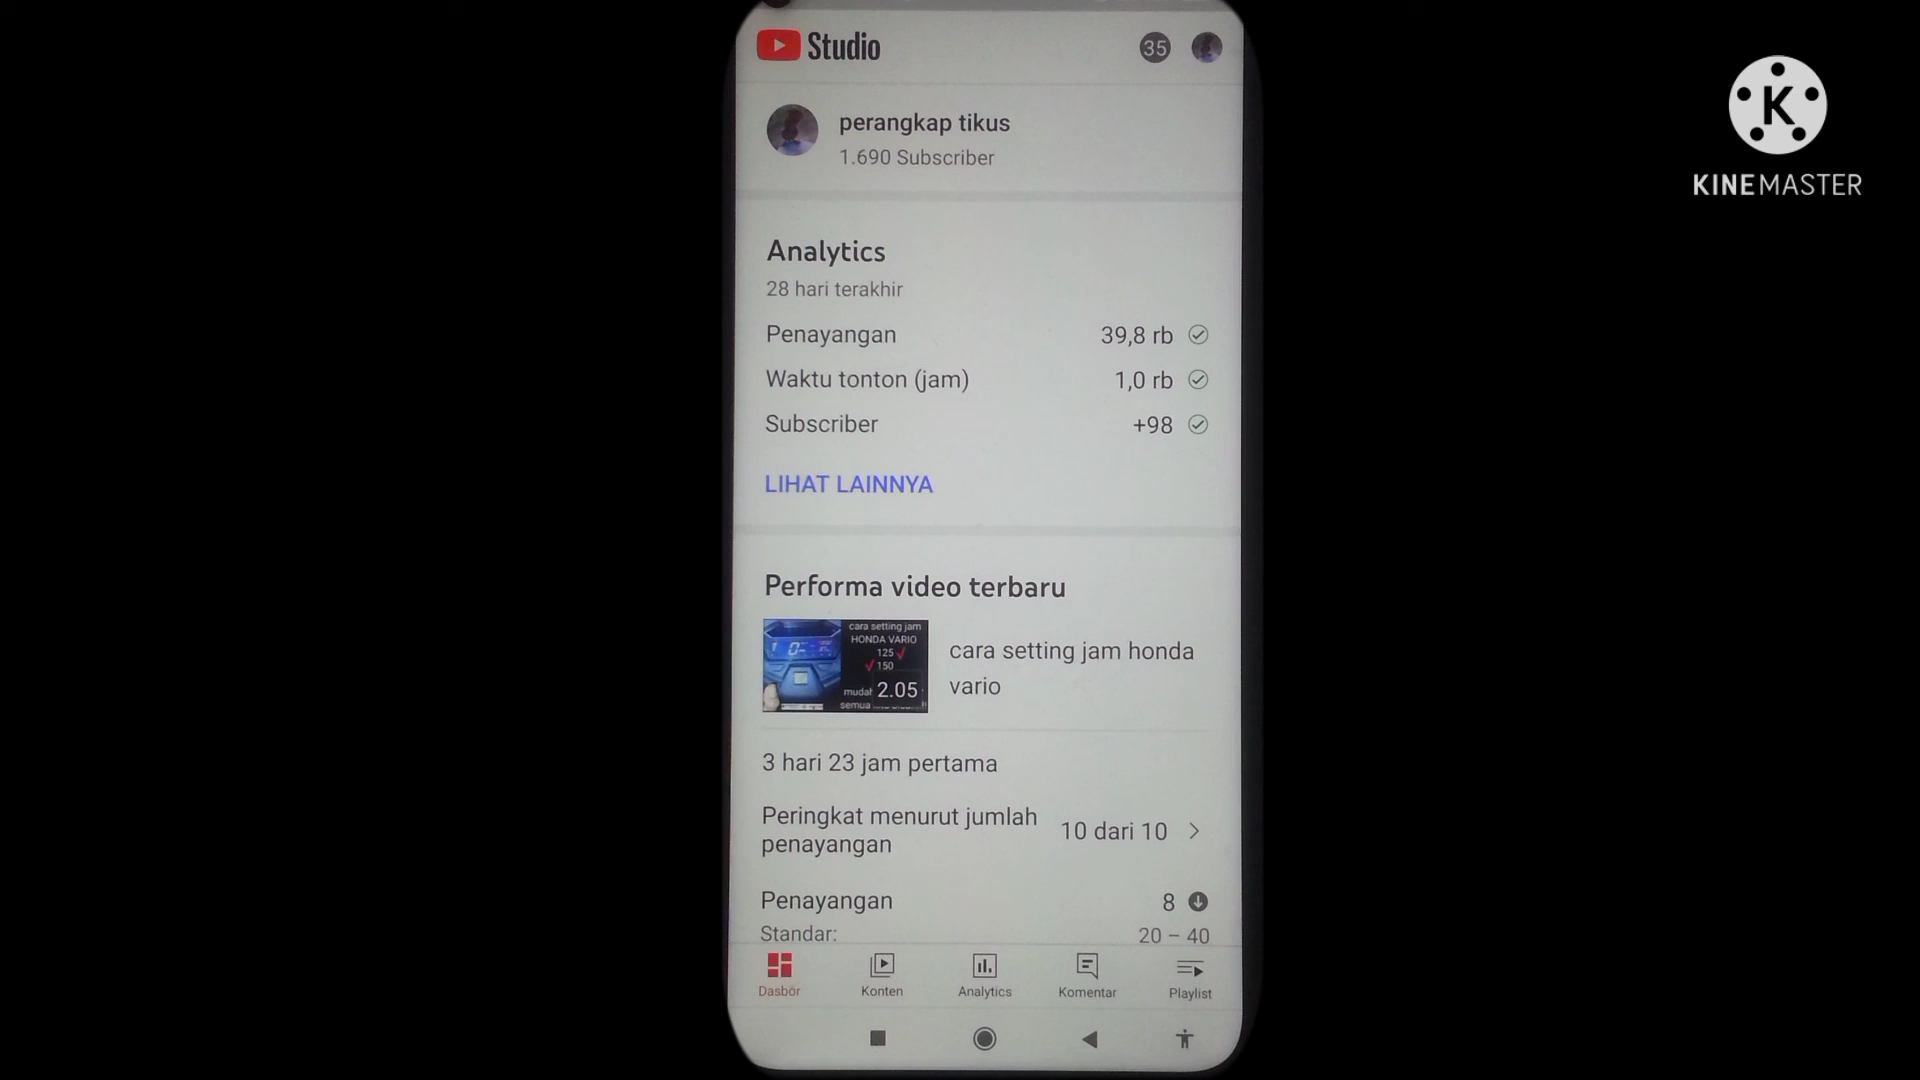 Studio
35
perangkap tikus
1.690 Subscriber
K
KINEMASTER
Analytics
28 hari terakhir
Penayangan 39,8 rb
Waktu tonton (jam) 1,0 rb
Subscriber +98
LIHAT LAINNYA
Performa video terbaru
cara setting jam
HONDA VARIO
125
150
mudah 2.05
semua
cara setting jam honda
vario
3 hari 23 jam pertama
Peringkat menurut jumlah
penayangan
10 dari 10
Penayangan 8
Standar: 20 – 40
Dasbor Konten Analytics Komentar Playlist